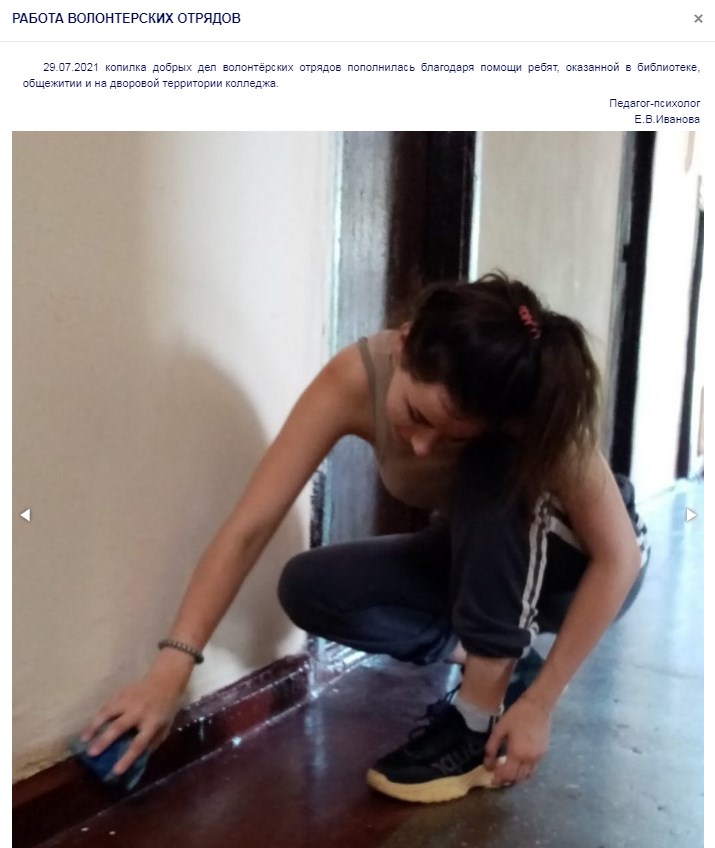 РАБОТА ВОЛОНТЕРСКИХ ОТРЯДОВ
29.07.2021 копилка добрых дел волонтёрских отрядов пополнилась благодаря помощи ребят, оказанной в библиотеке,
общежитии и на дворовой территории колледжа.
Педагог-психолог
Е.В.Иванова